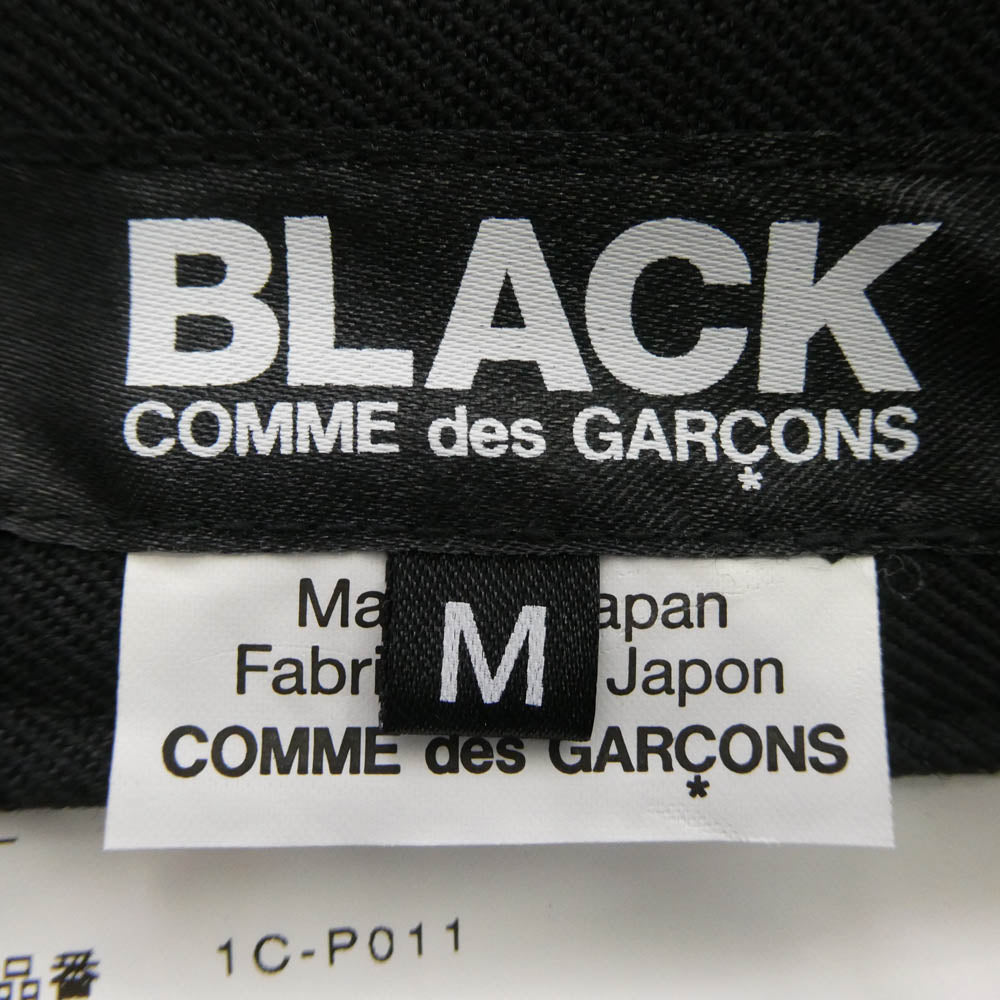 BLACK
COMME des GARÇONS
*
M
Ma apan
Fabri Japon
COMME des GARÇONS
*
品番 1C-P011